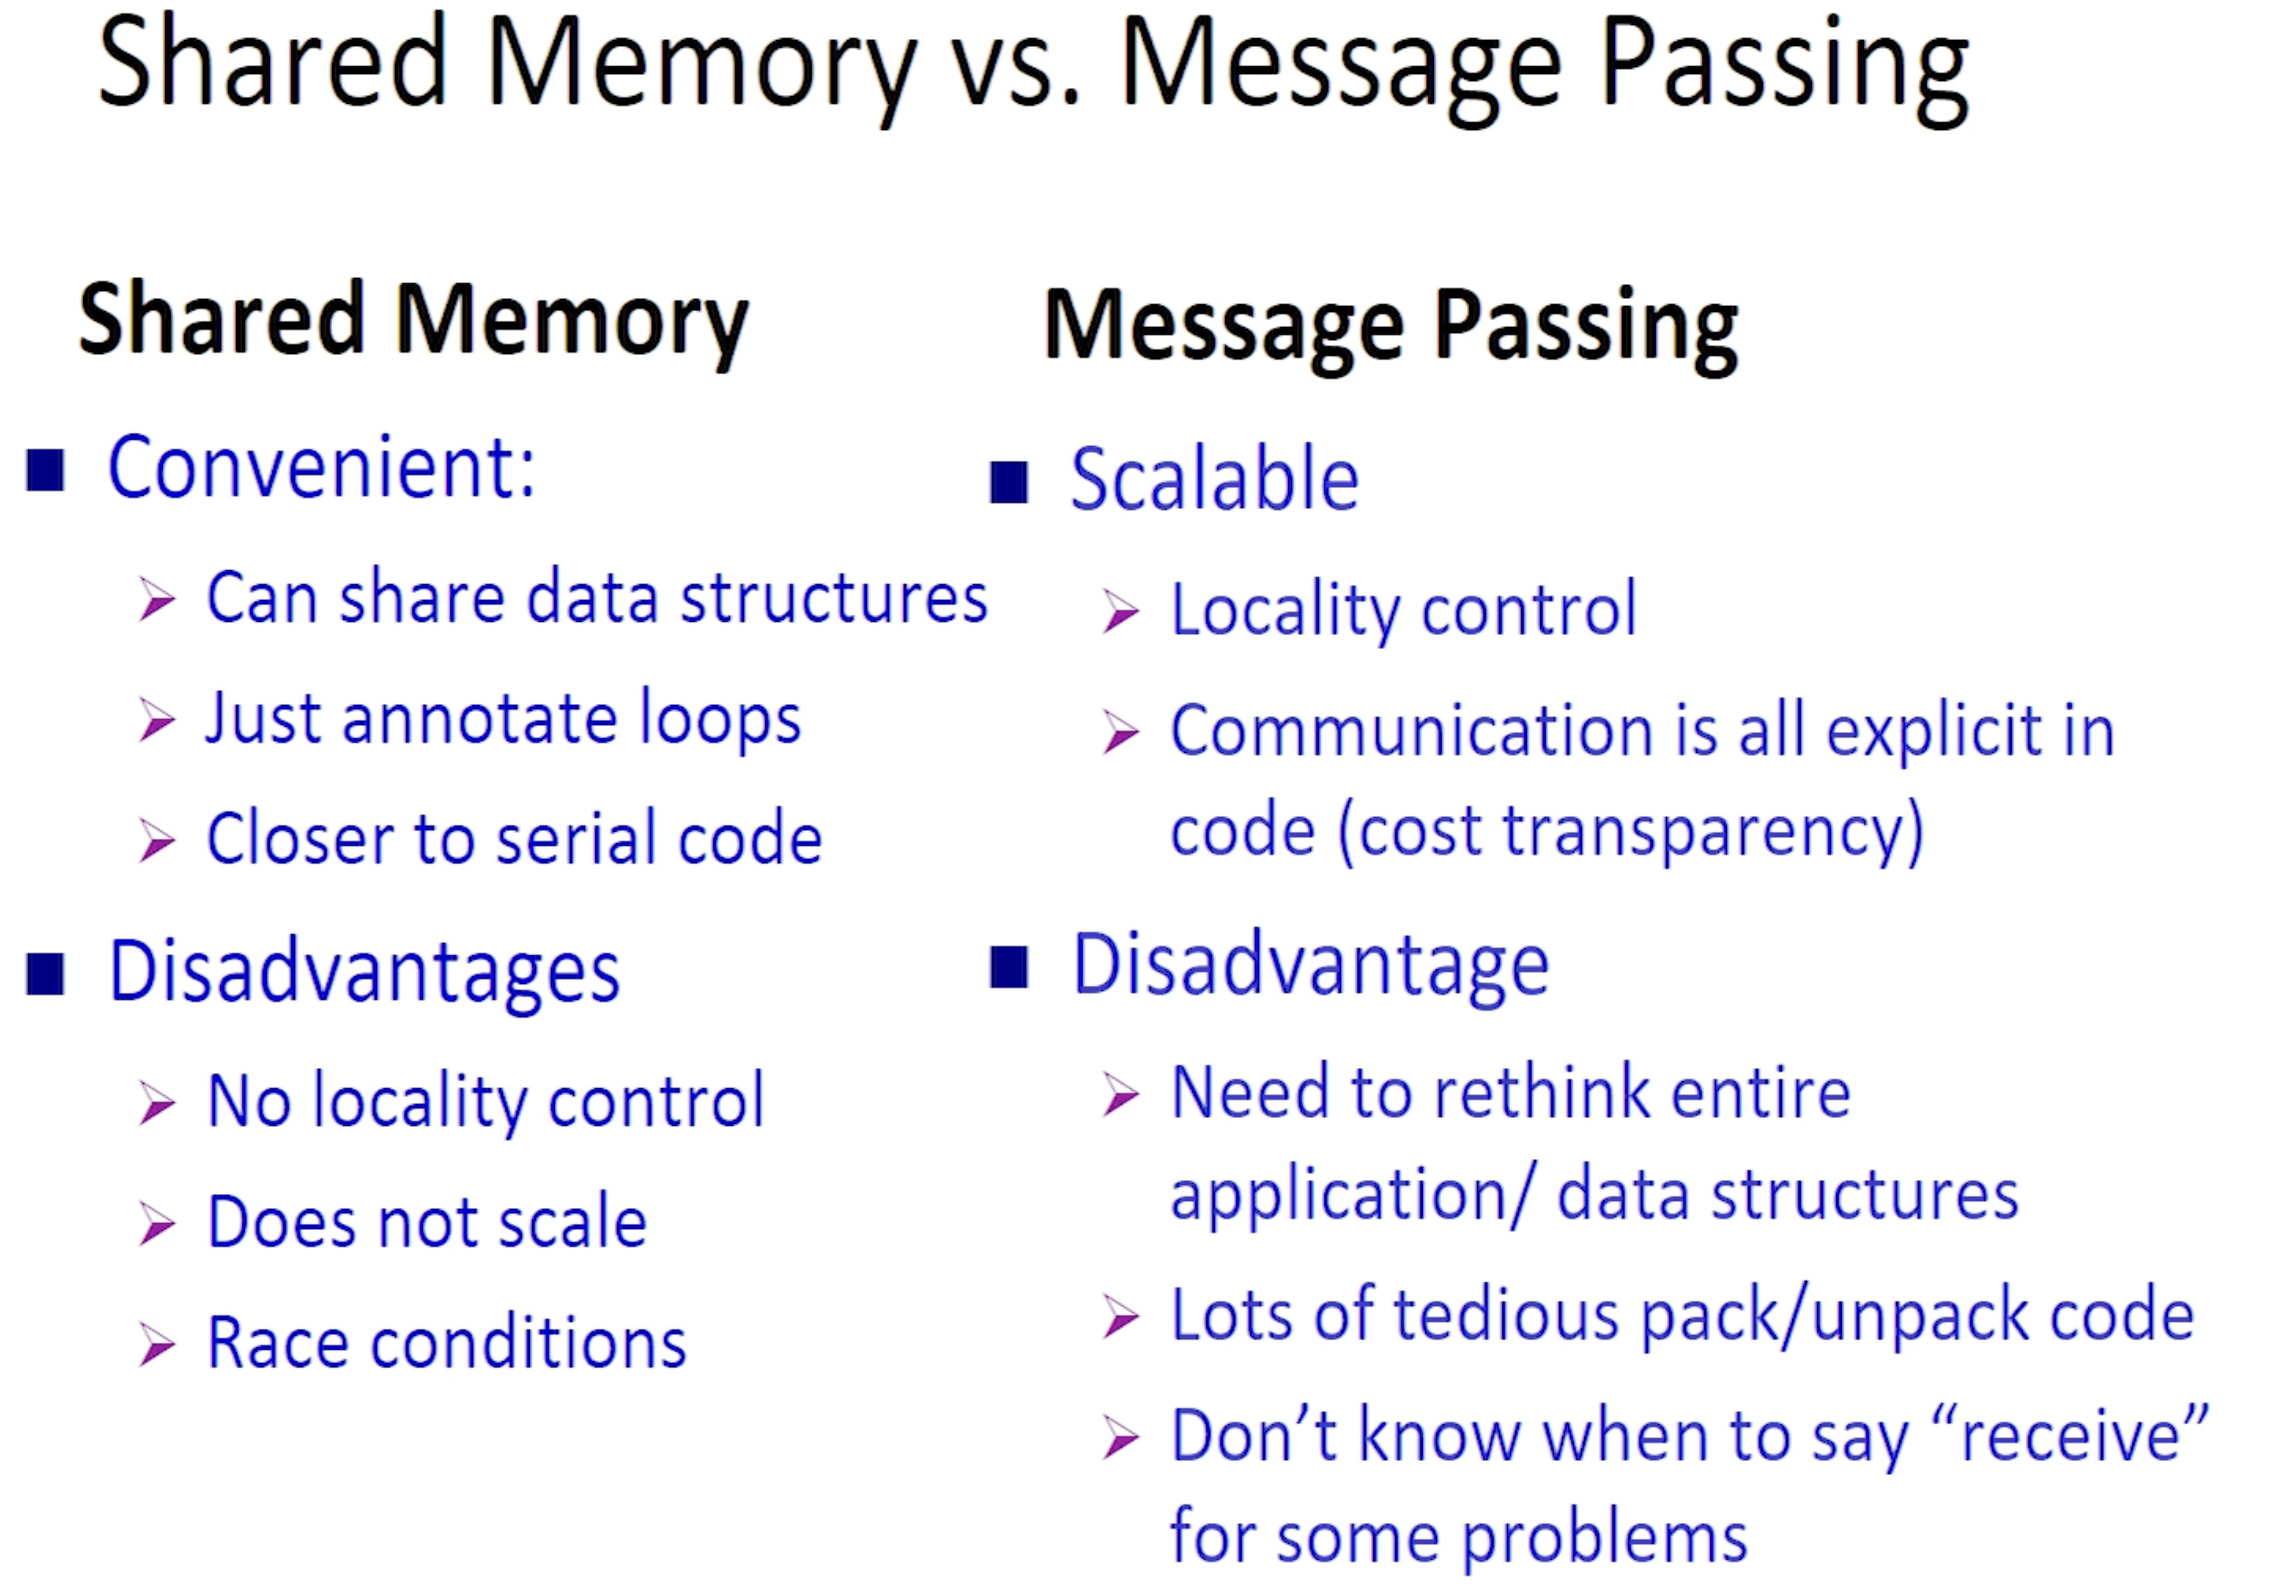 Shared Memory vs. Message Passing
Shared Memory
Convenient:
Can share data structures
Just annotate loops
Closer to serial code
Disadvantages
No locality control
Does not scale
Race conditions
Message Passing
Scalable
Locality control
Communication is all explicit in
code (cost transparency)
Disadvantage
Need to rethink entire
application/ data structures
Lots of tedious pack/unpack code
Don’t know when to say “receive”
for some problems